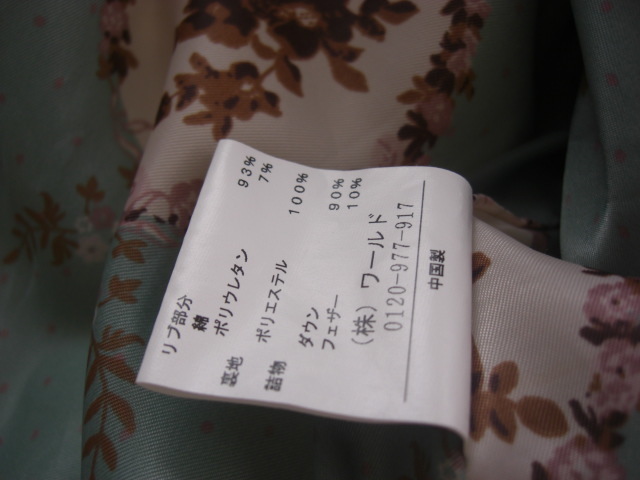 リブ部分
綿 93%
ポリウレタン 7%
裏地 ポリエステル 100%
詰物 ダウン 90%
フェザー 10%
(株) ワールド
0120-977-917
中国製